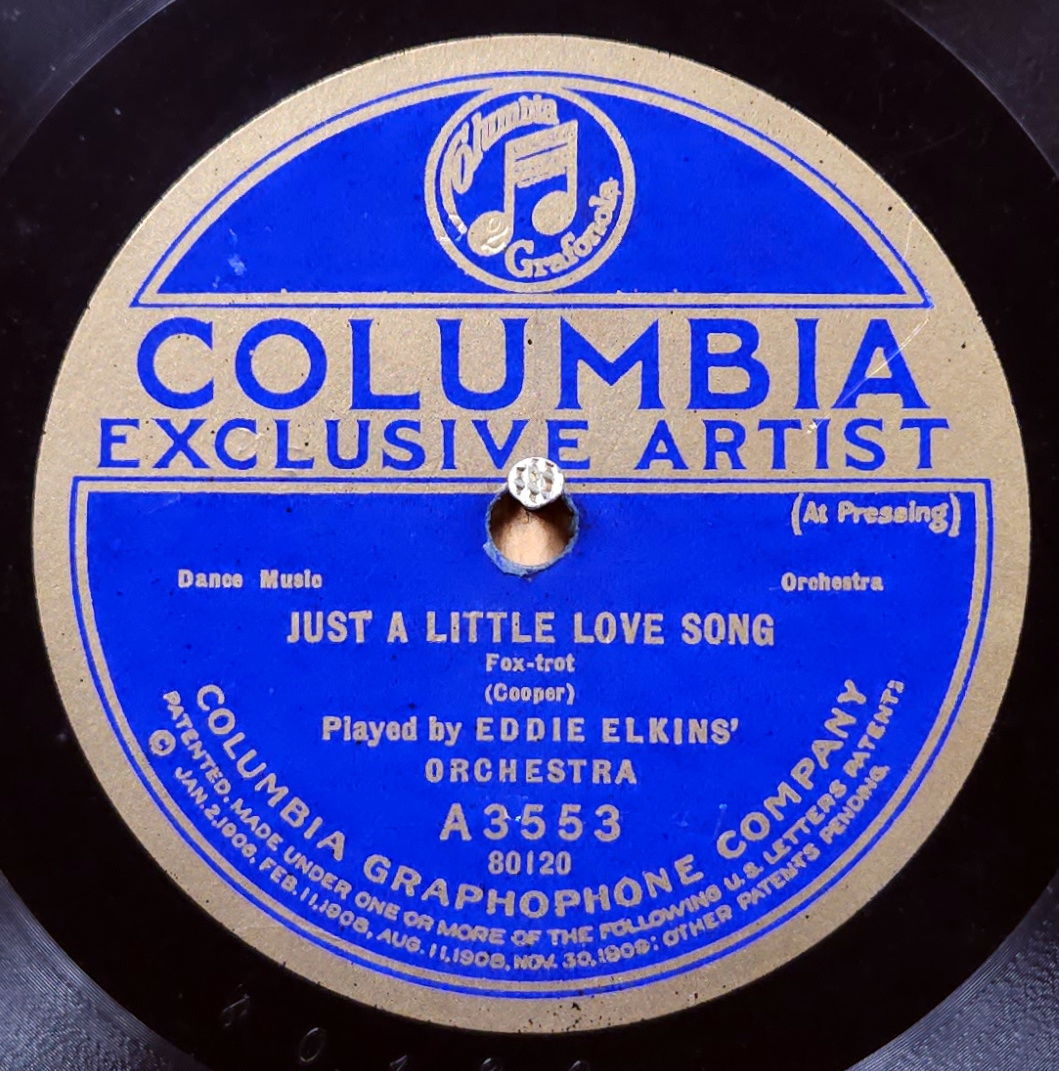 Columbia
Grafonola
COLUMBIA
EXCLUSIVE ARTIST
(At Pressing)
Dance Music
Orchestra
JUST A LITTLE LOVE SONG
Fox-trot
(Cooper)
Played by EDDIE ELKINS'
ORCHESTRA
A3553
80120
COLUMBIA GRAPHOPHONE COMPANY
PATENTED, MADE UNDER ONE OR MORE OF THE FOLLOWING U.S. LETTERS PATENT:
© JAN.2,1906, FEB.11,1908, AUG.11,1908, NOV.30,1909: OTHER PATENTS PENDING